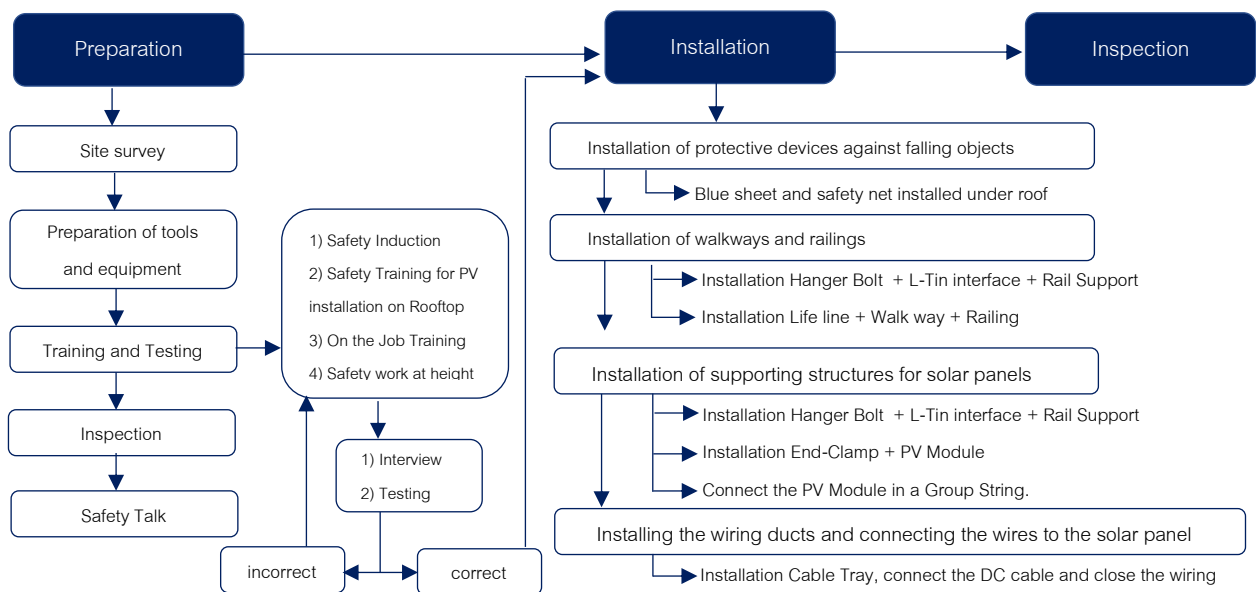 Preparation
Installation
Inspection
Site survey
Preparation of tools
and equipment
Training and Testing
Inspection
Safety Talk
1) Safety Induction
2) Safety Training for PV
installation on Rooftop
3) On the Job Training
4) Safety work at height
1) Interview
2) Testing
incorrect
correct
Installation of protective devices against falling objects
Blue sheet and safety net installed under roof
Installation of walkways and railings
Installation Hanger Bolt + L-Tin interface + Rail Support
Installation Life line + Walk way + Railing
Installation of supporting structures for solar panels
Installation Hanger Bolt + L-Tin interface + Rail Support
Installation End-Clamp + PV Module
Connect the PV Module in a Group String.
Installing the wiring ducts and connecting the wires to the solar panel
Installation Cable Tray, connect the DC cable and close the wiring